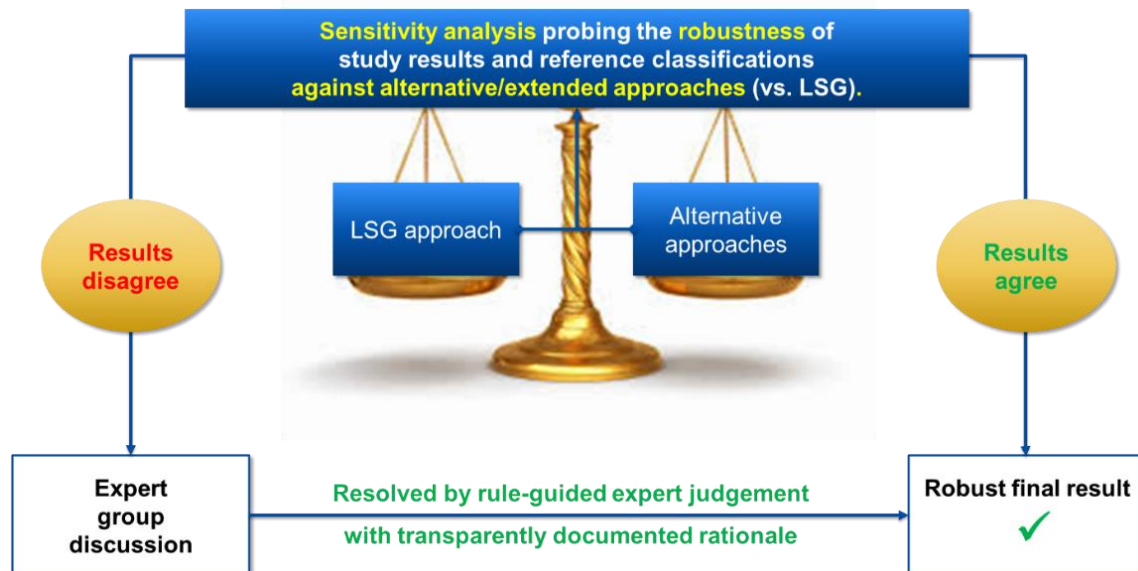 Sensitivity analysis probing the robustness of
study results and reference classifications
against alternative/extended approaches (vs. LSG).
LSG approach
Alternative
approaches
Results
disagree
Results
agree
Expert
group
discussion
Resolved by rule-guided expert judgement
with transparently documented rationale
Robust final result